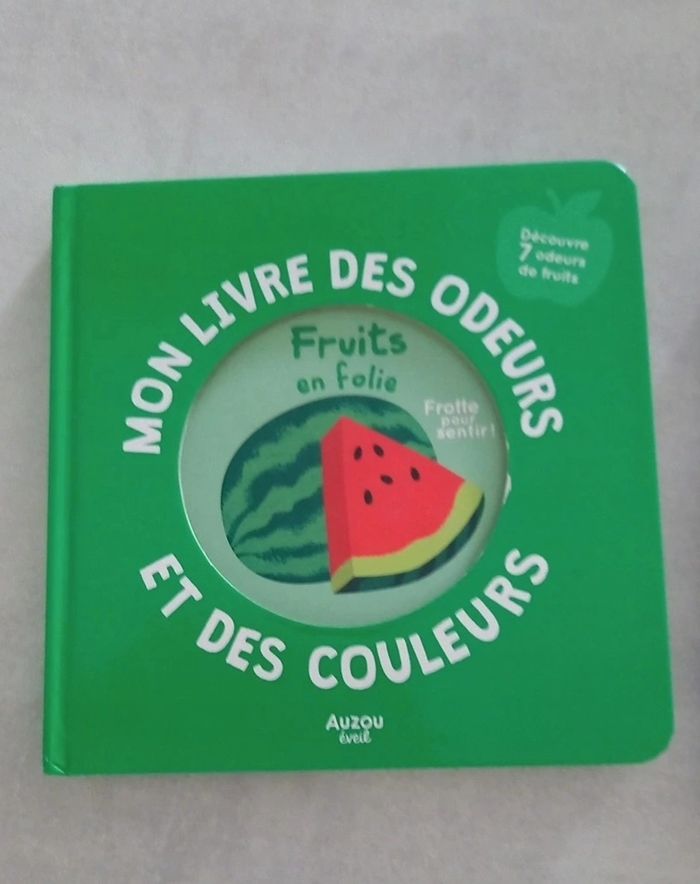 MON LIVRE DES ODEURS
ET DES COULEURS
Découvre
7 odeurs
de fruits
Fruits
en folie
Frotte
pour
sentir!
AUZOU
éveil